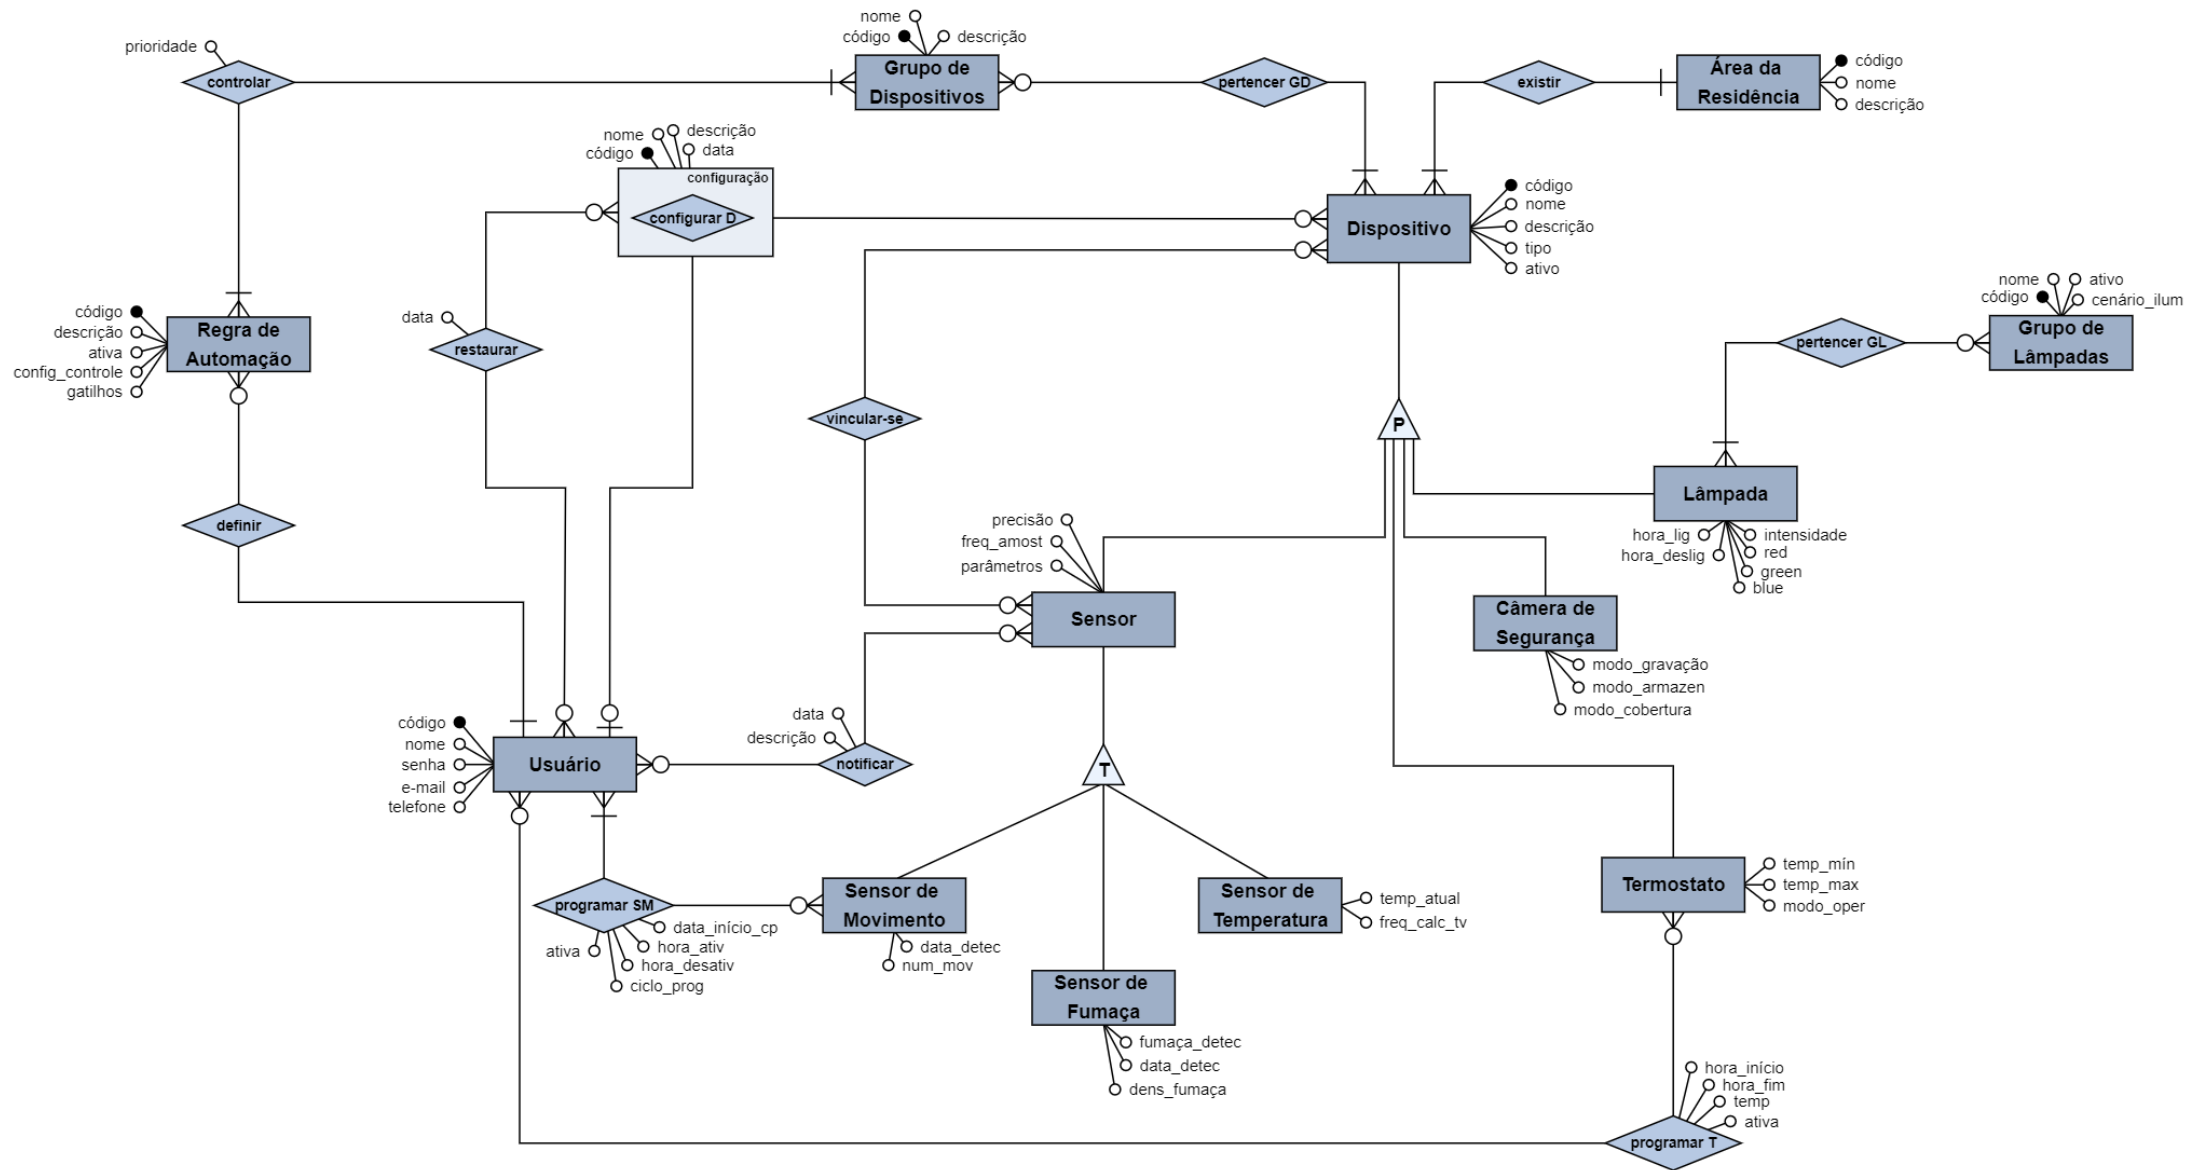 nome
código
descrição
prioridade
controlar
Grupo de
Dispositivos
pertencer GD
existir
Área da
Residência
código
nome
descrição
nome
descrição
código
data
configuração
configurar D
Dispositivo
código
nome
descrição
tipo
ativo
nome
ativo
código
cenário_ilum
Grupo de
Lâmpadas
pertencer GL
código
descrição
ativa
config_controle
gatilhos
Regra de
Automação
data
restaurar
vincular-se
P
Lâmpada
hora_lig
hora_deslig
intensidade
red
green
blue
definir
precisão
freq_amost
parâmetros
Sensor
Câmera de
Segurança
modo_gravação
modo_armazen
modo_cobertura
código
nome
senha
e-mail
telefone
Usuário
data
descrição
notificar
T
programar SM
data_início_cp
hora_ativ
ativa
hora_desativ
ciclo_prog
Sensor de
Movimento
data_detec
num_mov
Sensor de
Temperatura
temp_atual
freq_calc_tv
Termostato
temp_mín
temp_max
modo_oper
Sensor de
Fumaça
fumaça_detec
data_detec
dens_fumaça
hora_início
hora_fim
temp
ativa
programar T